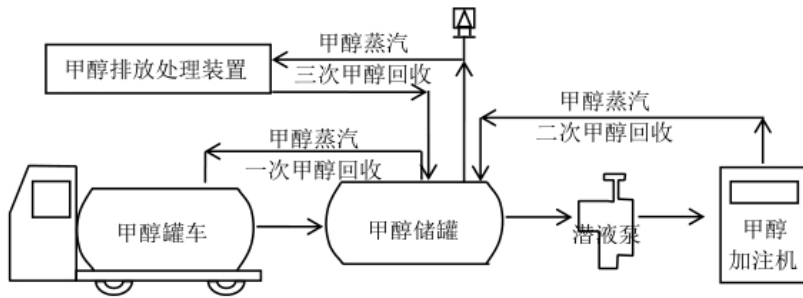 甲醇蒸汽
甲醇排放处理装置
三次甲醇回收
甲醇蒸汽
二次甲醇回收
甲醇蒸汽
一次甲醇回收
甲醇罐车
甲醇储罐
潜液泵
甲醇
加注机